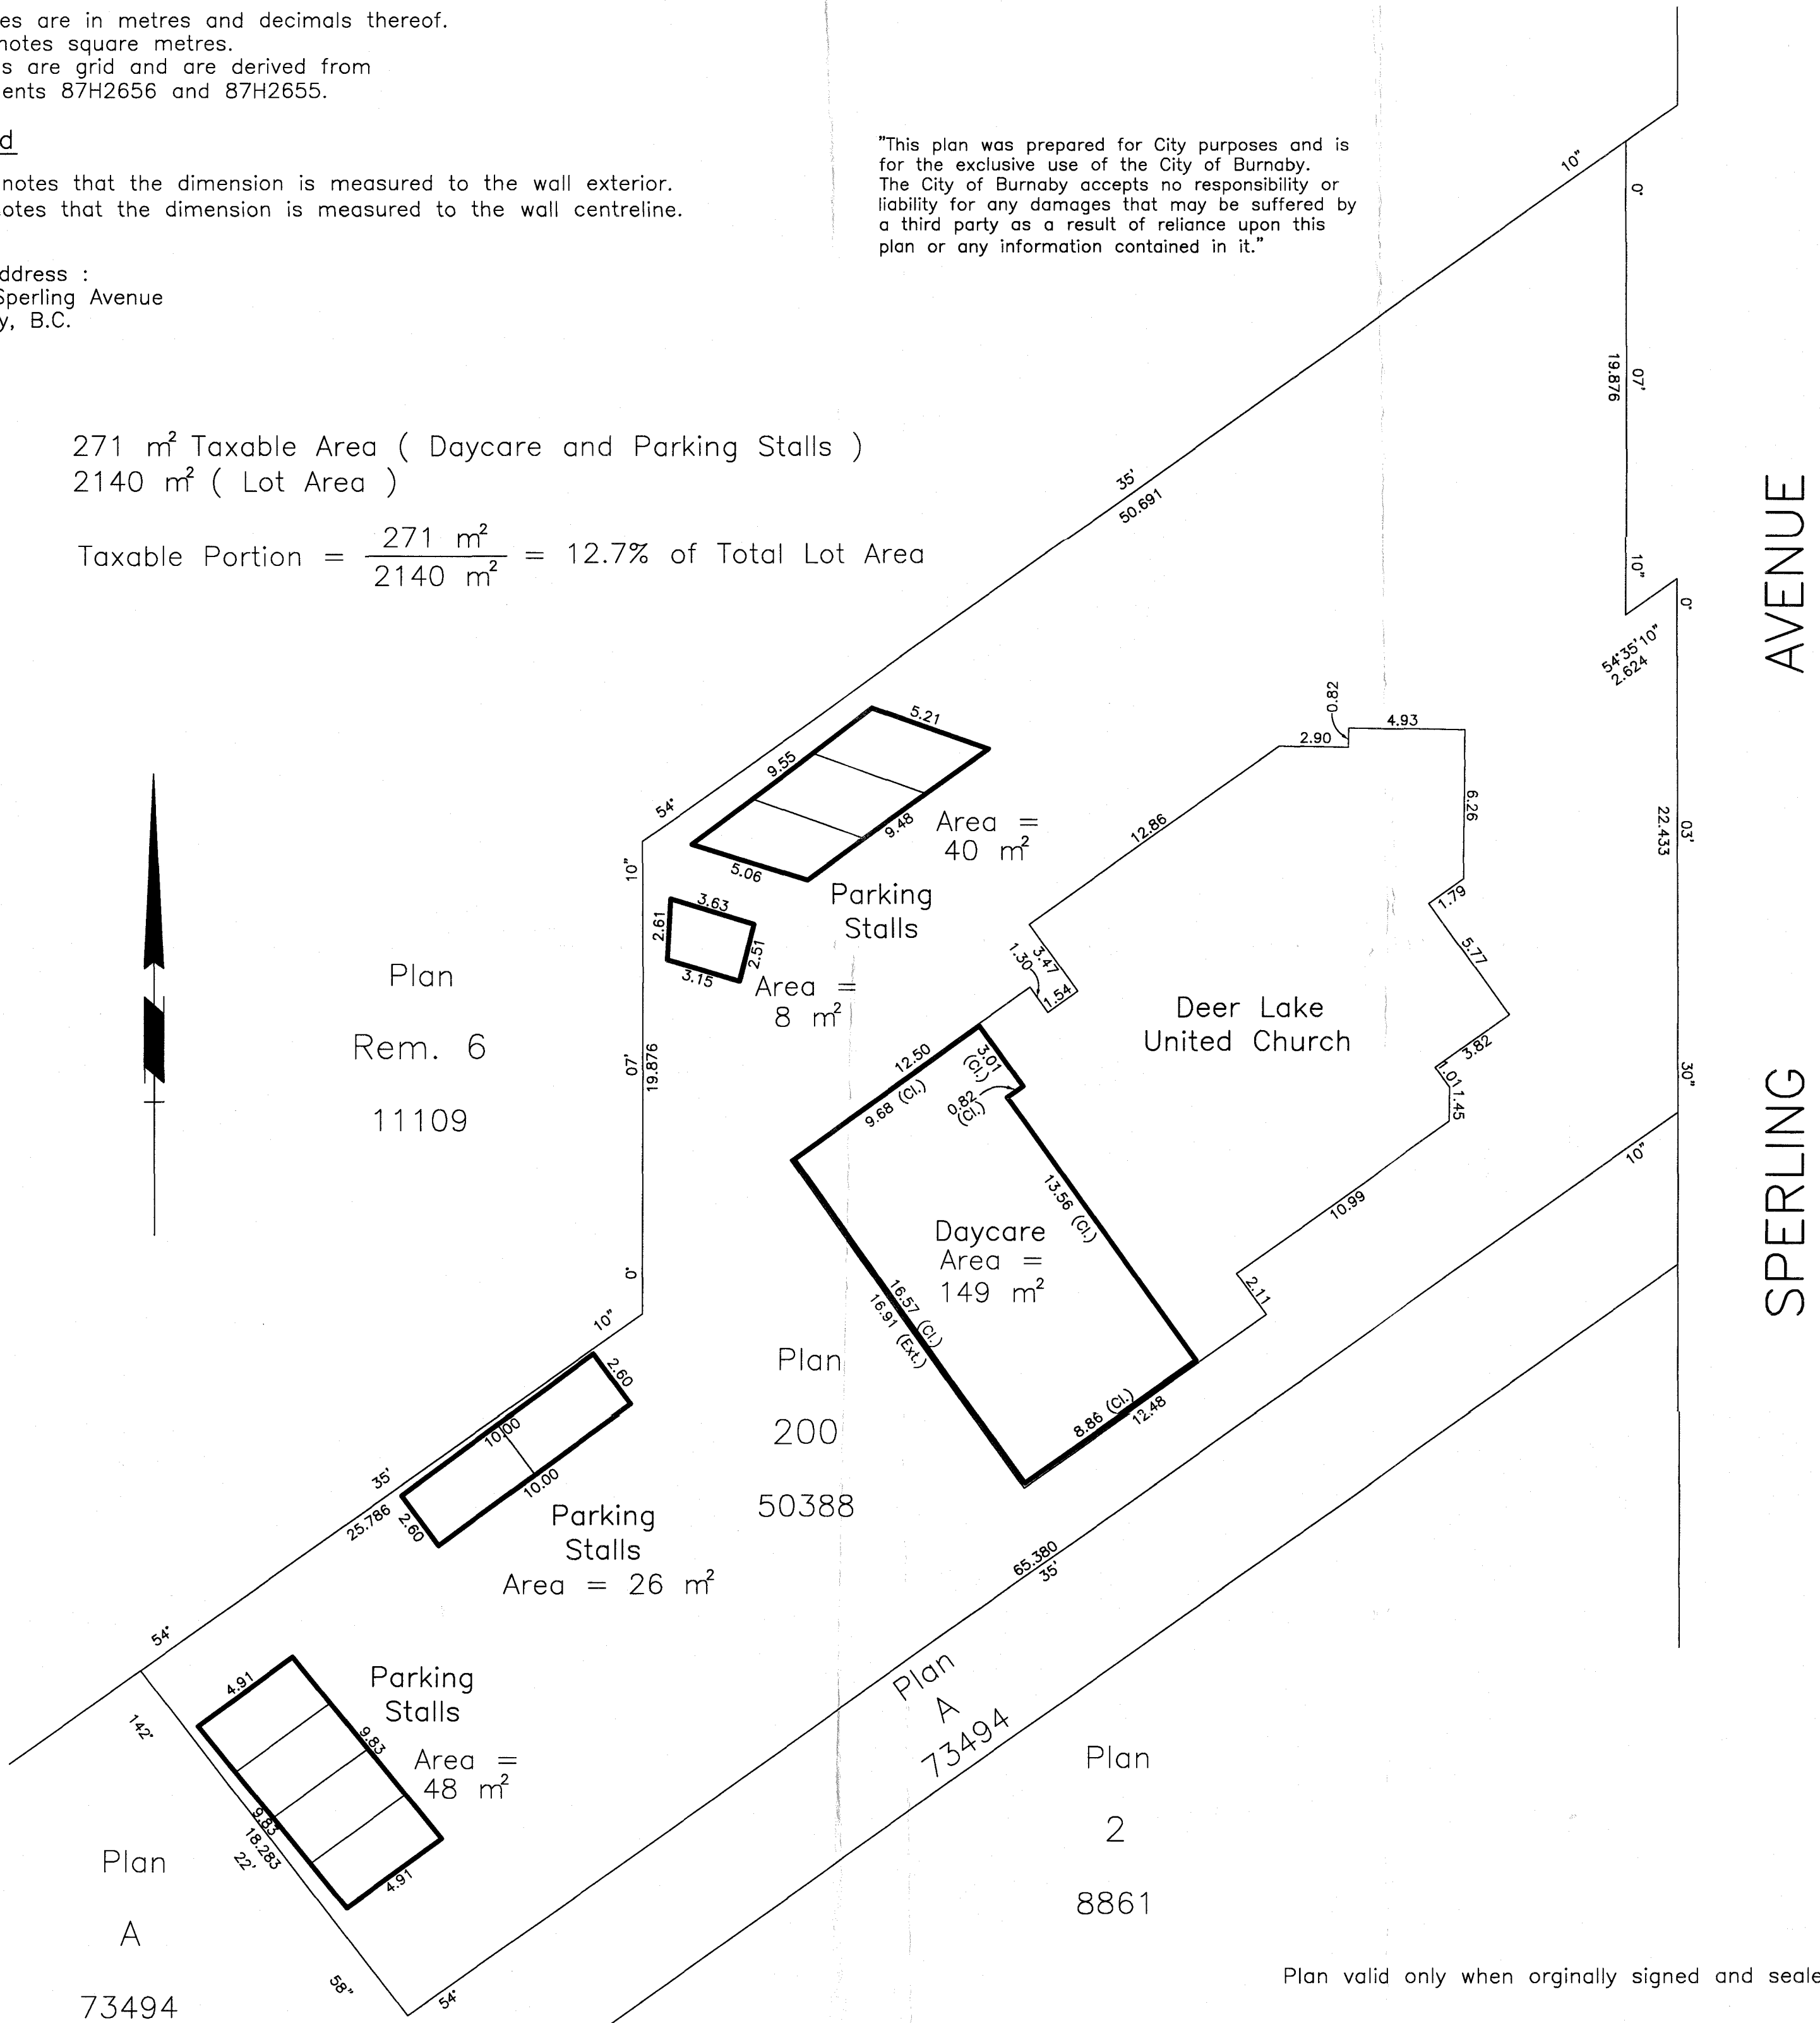 es are in metres and decimals thereof.
notes square metres.
s are grid and are derived from
ents 87H2656 and 87H2655.
d
notes that the dimension is measured to the wall exterior.
otes that the dimension is measured to the wall centreline.
ddress :
Sperling Avenue
y, B.C.
"This plan was prepared for City purposes and is
for the exclusive use of the City of Burnaby.
The City of Burnaby accepts no responsibility or
liability for any damages that may be suffered by
a third party as a result of reliance upon this
plan or any information contained in it."
271 m² Taxable Area ( Daycare and Parking Stalls )
2140 m² ( Lot Area )
Taxable Portion = 271 m² / 2140 m² = 12.7% of Total Lot Area
10"
35'
50.691
54°
0°
07'
19.876
10"
54°35'10"
2.624
0°
03'
22.433
30"
AVENUE
SPERLING
5.21
9.55
9.48
5.06
Area =
40 m²
Parking
Stalls
3.63
2.61
2.51
3.15
Area =
8 m²
10"
07'
19.876
0°
Plan
Rem. 6
11109
0.82
4.93
2.90
12.86
6.26
1.79
5.77
3.82
1.01
1.45
10.99
2.11
3.47
1.30
1.54
Deer Lake
United Church
12.50
9.68 (Cl.)
3.01
(Cl.)
0.82
(Cl.)
13.56 (Cl.)
Daycare
Area =
149 m²
16.57 (Cl.)
16.91 (Ext.)
8.86 (Cl.)
12.48
Plan
200
50388
10"
2.60
10.00
10.00
2.60
35'
25.786
54°
Parking
Stalls
Area = 26 m²
10"
65.380
35'
54°
Plan
A
73494
Plan
2
8861
4.91
9.83
9.83
4.91
Parking
Stalls
Area =
48 m²
142°
18.283
22'
58"
Plan
A
73494
Plan valid only when orginally signed and seale